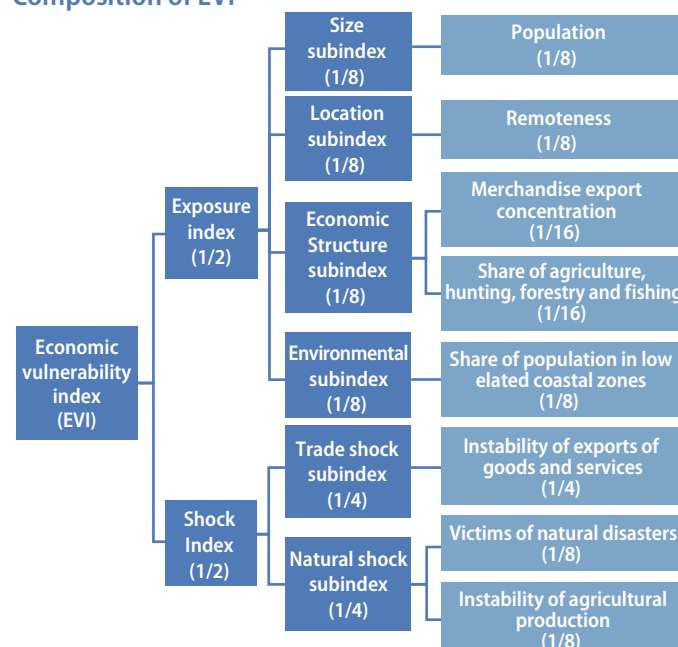 Composition of EVI
Size
subindex
(1/8)
Population
(1/8)
Location
subindex
(1/8)
Remoteness
(1/8)
Exposure
index
(1/2)
Economic
Structure
subindex
(1/8)
Merchandise export
concentration
(1/16)
Share of agriculture,
hunting, forestry and fishing
(1/16)
Economic
vulnerability
index
(EVI)
Environmental
subindex
(1/8)
Share of population in low
elated coastal zones
(1/8)
Shock
Index
(1/2)
Trade shock
subindex
(1/4)
Instability of exports of
goods and services
(1/4)
Natural shock
subindex
(1/4)
Victims of natural disasters
(1/8)
Instability of agricultural
production
(1/8)